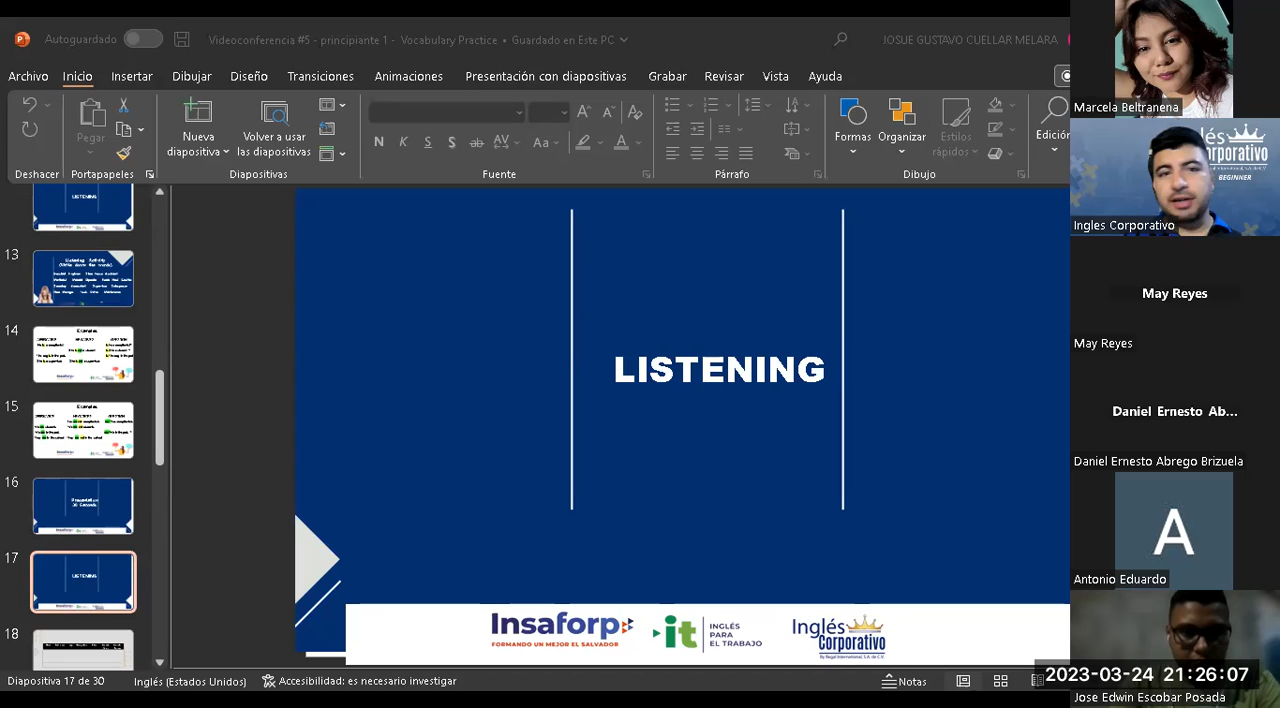 Autoguardado
Videoconferencia #5 - principiante 1 - Vocabulary Practice • Guardado en Este PC
JOSUE GUSTAVO CUELLAR MELARA
Archivo Inicio Insertar Dibujar Diseño Transiciones Animaciones Presentación con diapositivas Grabar Revisar Vista Ayuda
Pegar
Nueva diapositiva
Volver a usar las diapositivas
Formas
Organizar
Estilos rápidos
Edición
Deshacer Portapapeles Diapositivas Fuente Párrafo Dibujo
LISTENING
13
14
Examples
15
Examples
16
17
LISTENING
18
LISTENING
Insaforp
FORMANDO UN MEJOR EL SALVADOR
it
INGLÉS
PARA
EL TRABAJO
Inglés
Corporativo
Diapositiva 17 de 30
Inglés (Estados Unidos)
Accesibilidad: es necesario investigar
Notas
Marcela Beltranena
BEGINNER
Ingles Corporativo
May Reyes
May Reyes
Daniel Ernesto Ab...
Daniel Ernesto Abrego Brizuela
A
Antonio Eduardo
2023-03-24 21:26:07
Jose Edwin Escobar Posada